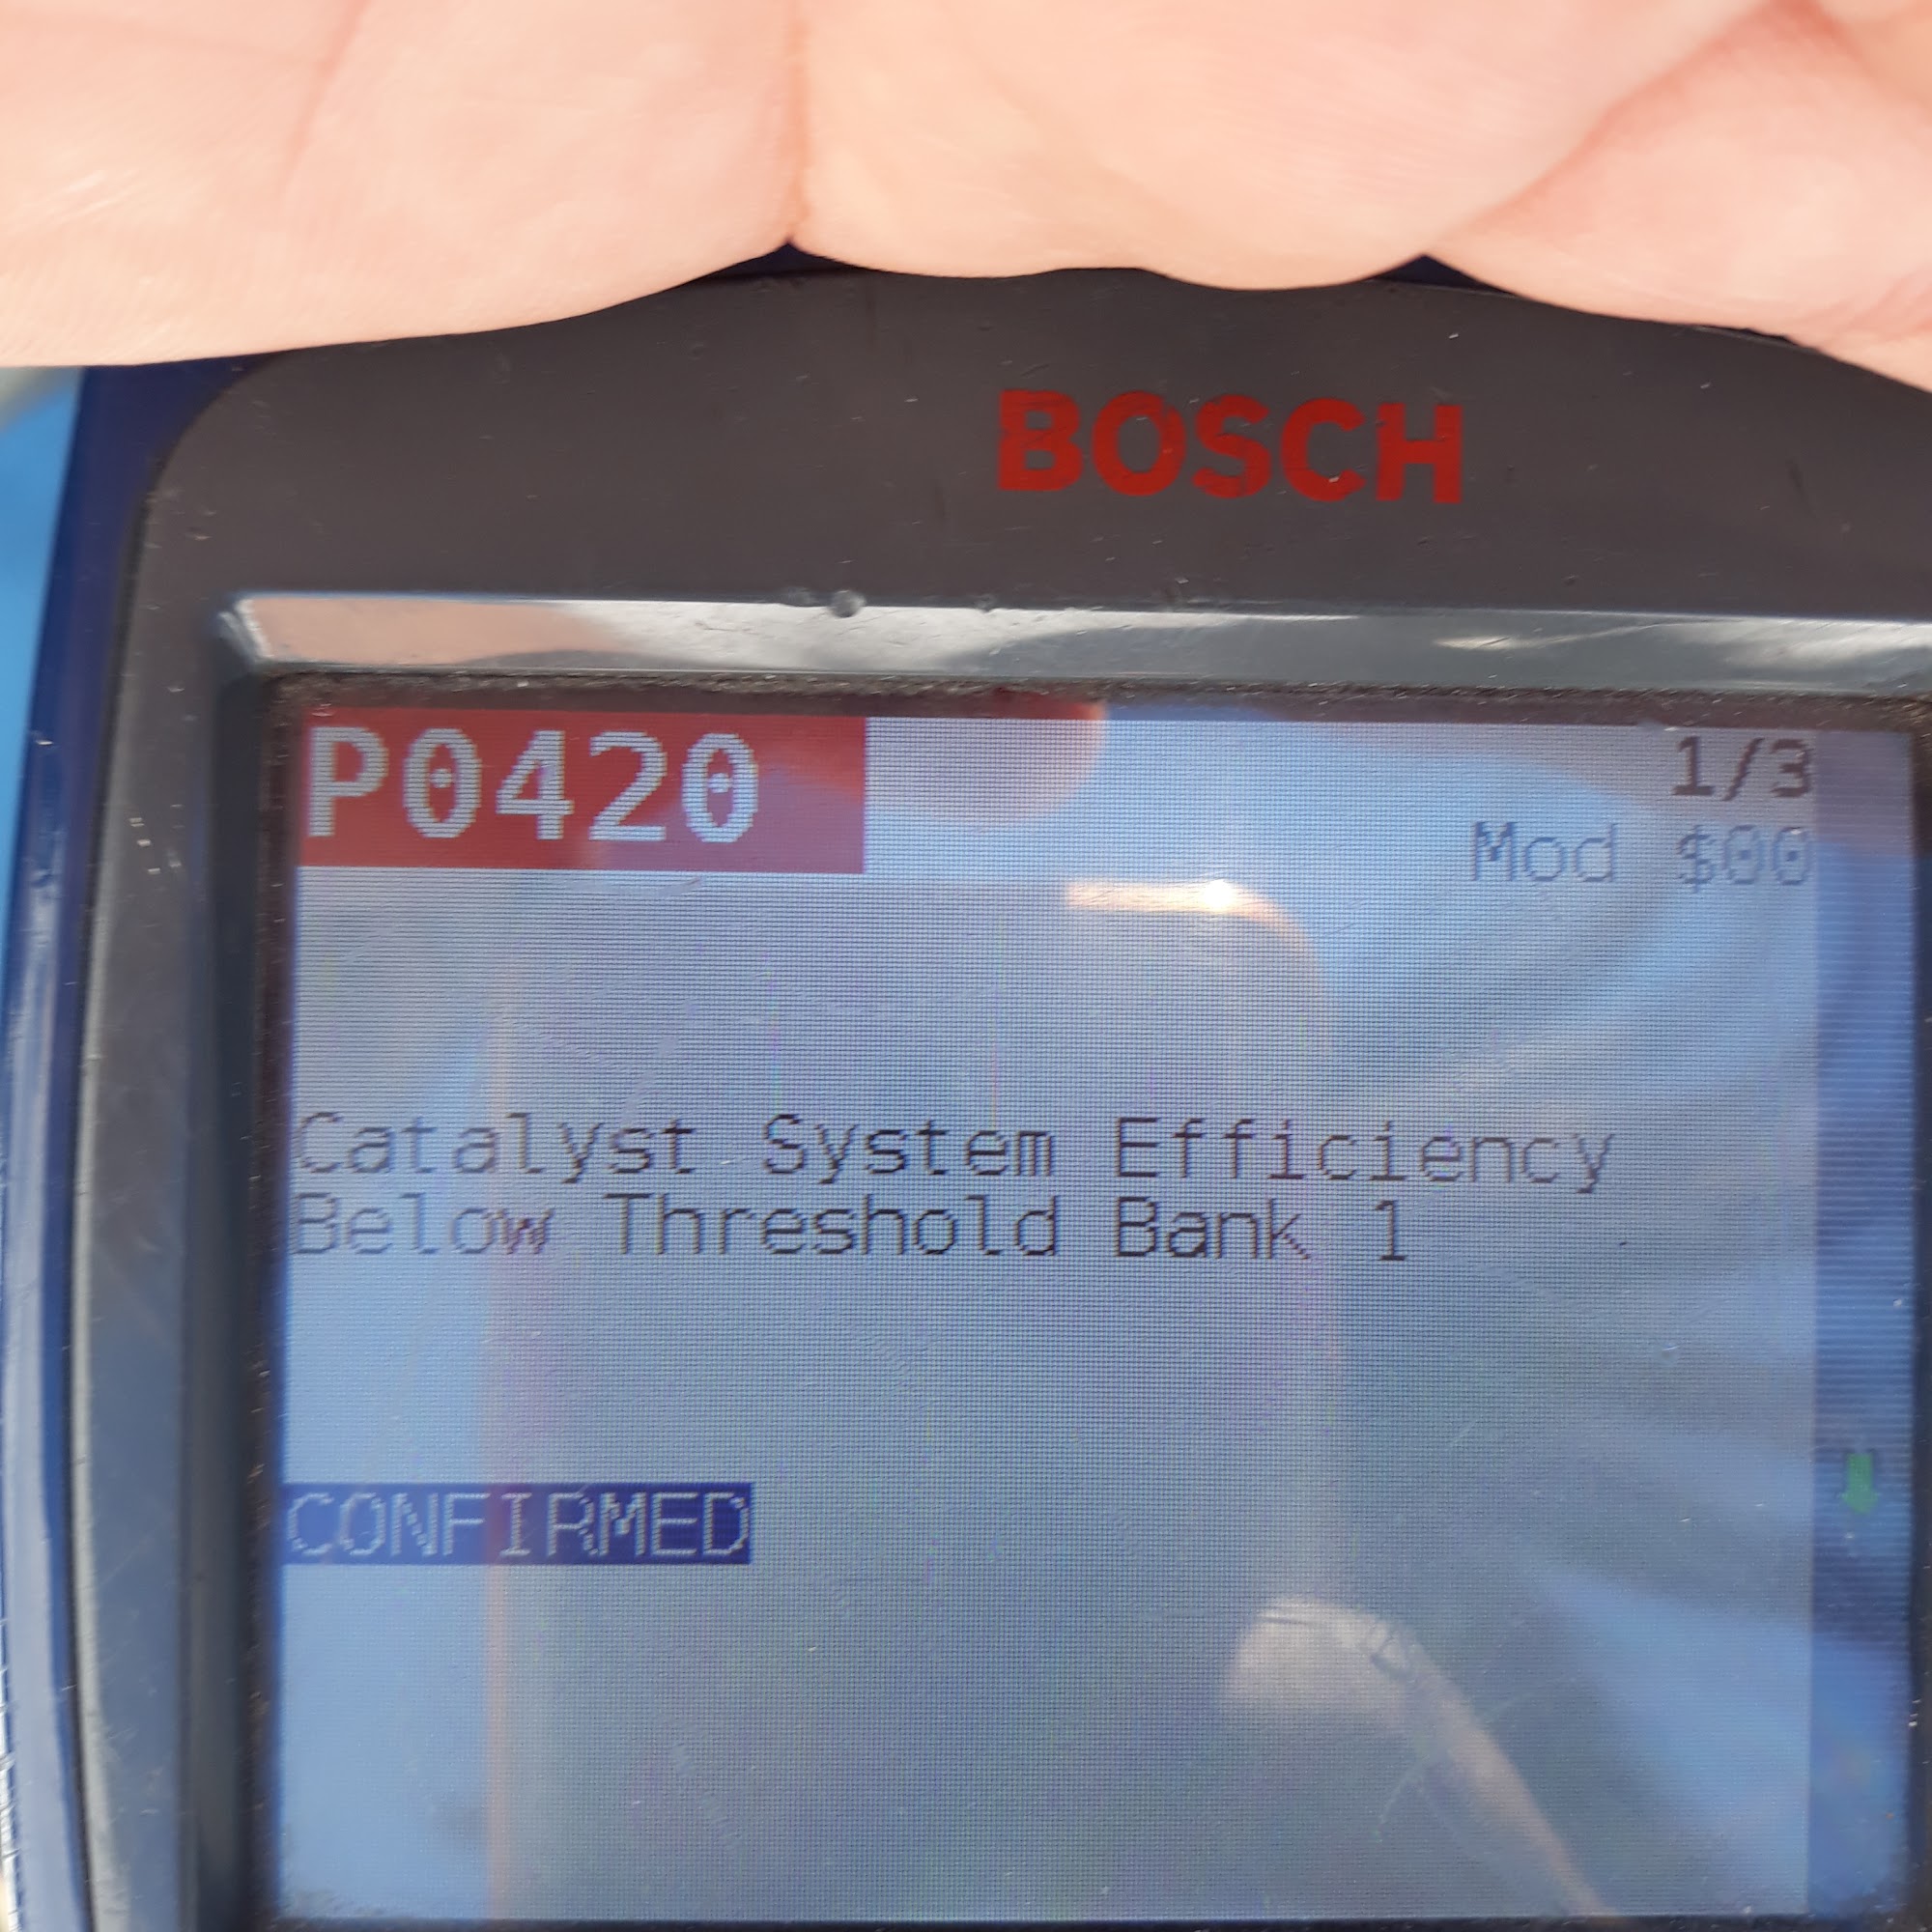 BOSCH
P0420
1/3
Mod $00
Catalyst System Efficiency
Below Threshold Bank 1
CONFIRMED